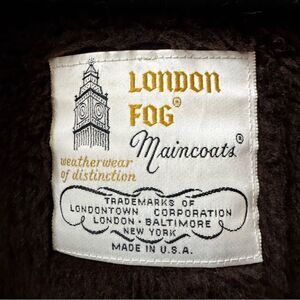 LONDON
FOG®
Maincoats®
weatherwear
of distinction
TRADEMARKS OF
LONDONTOWN CORPORATION
LONDON · BALTIMORE
NEW YORK
MADE IN U.S.A.